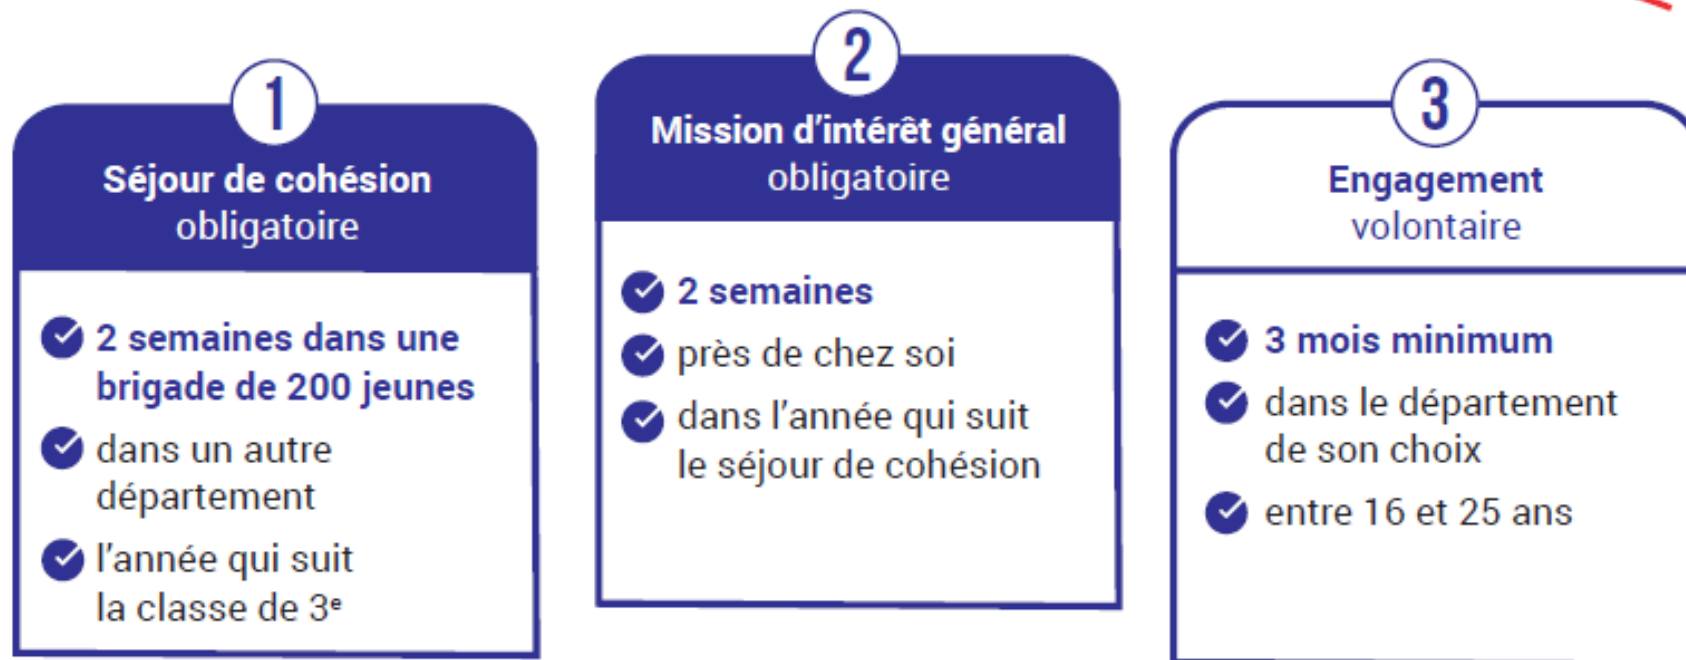 1
Séjour de cohésion
obligatoire
2 semaines dans une
brigade de 200 jeunes
dans un autre
département
l'année qui suit
la classe de 3ᵉ
2
Mission d'intérêt général
obligatoire
2 semaines
près de chez soi
dans l'année qui suit
le séjour de cohésion
3
Engagement
volontaire
3 mois minimum
dans le département
de son choix
entre 16 et 25 ans